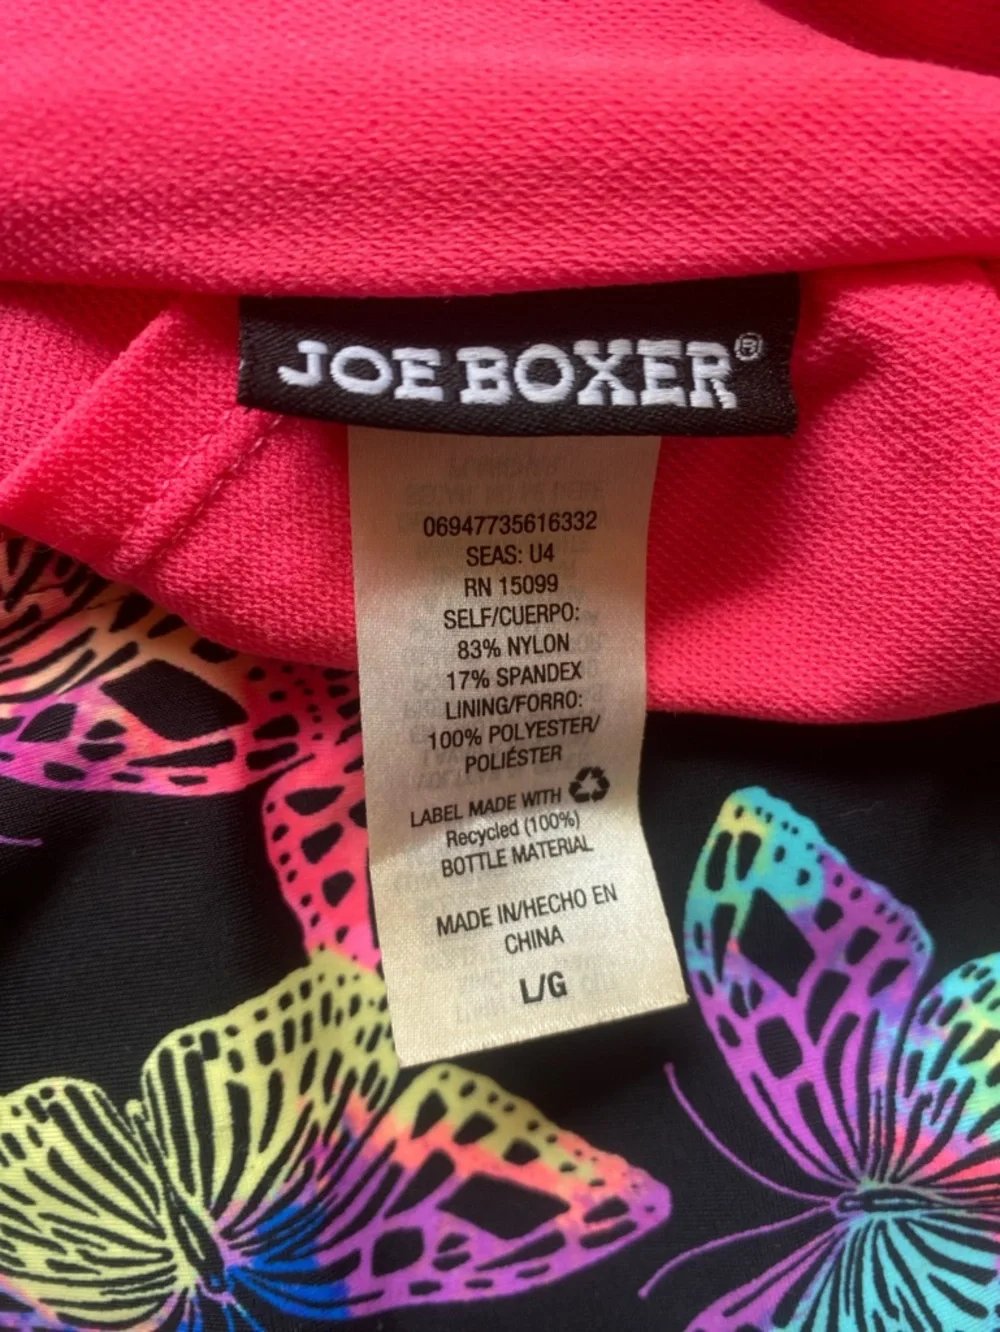 JOE BOXER®
06947735616332
SEAS: U4
RN 15099
SELF/CUERPO:
83% NYLON
17% SPANDEX
LINING/FORRO:
100% POLYESTER/
POLIÉSTER
LABEL MADE WITH
Recycled (100%)
BOTTLE MATERIAL
MADE IN/HECHO EN
CHINA
L/G